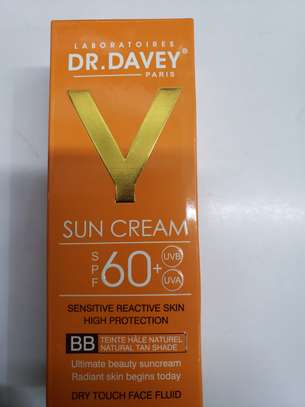 LABORATOIRES
DR.DAVEY®
PARIS
Y
SUN CREAM
SPF 60+ UVB UVA
SENSITIVE REACTIVE SKIN
HIGH PROTECTION
BB TEINTE HÂLE NATUREL
NATURAL TAN SHADE
Ultimate beauty suncream
Radiant skin begins today
DRY TOUCH FACE FLUID